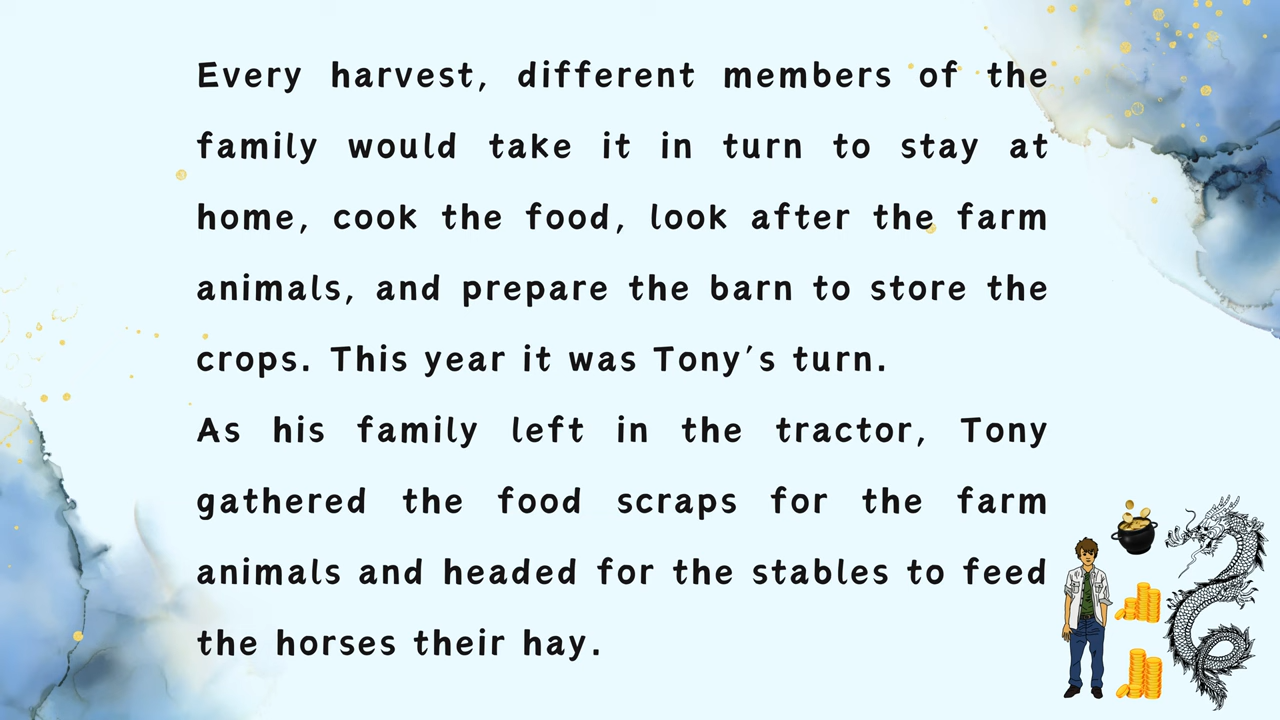 Every harvest, different members of the
family would take it in turn to stay at
home, cook the food, look after the farm
animals, and prepare the barn to store the
crops. This year it was Tony's turn.
As his family left in the tractor, Tony
gathered the food scraps for the farm
animals and headed for the stables to feed
the horses their hay.